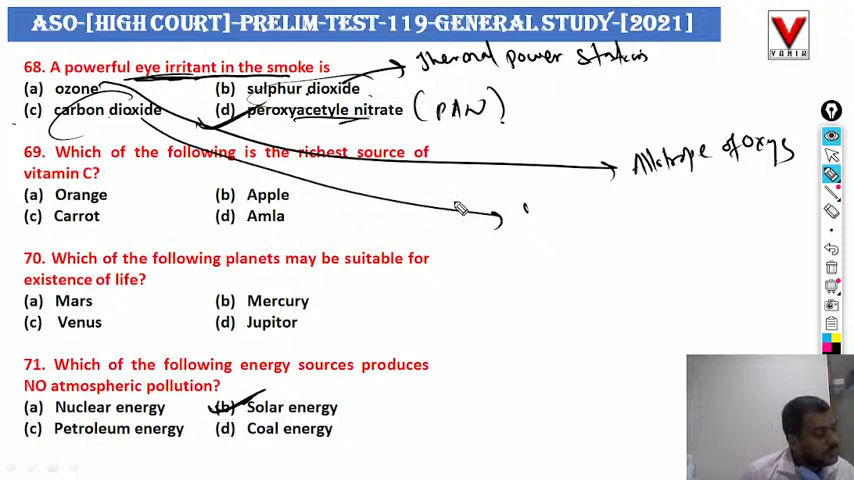 ASO-[HIGH COURT]-PRELIM-TEST-119-GENERAL STUDY-[2021]
VAMIR
68. A powerful eye irritant in the smoke is
Thermal power stations
(a) ozone (b) sulphur dioxide
(c) carbon dioxide (d) peroxyacetyle nitrate (PAN)
Allotrope of Oxyg
69. Which of the following is the richest source of
vitamin C?
(a) Orange (b) Apple
(c) Carrot (d) Amla
70. Which of the following planets may be suitable for
existence of life?
(a) Mars (b) Mercury
(c) Venus (d) Jupitor
71. Which of the following energy sources produces
NO atmospheric pollution?
(a) Nuclear energy (b) Solar energy
(c) Petroleum energy (d) Coal energy